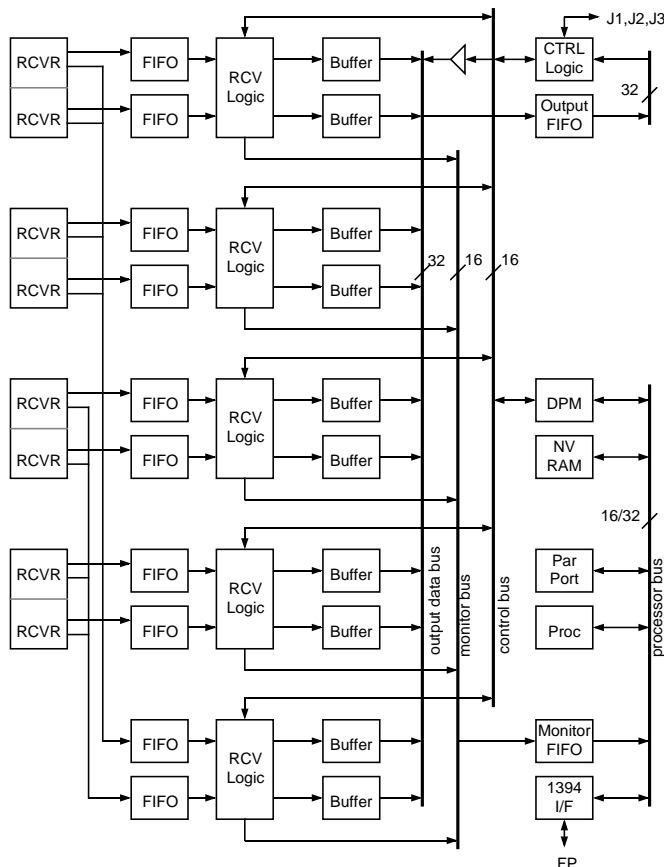 J1,J2,J3
RCVR
FIFO
RCV
Logic
Buffer
CTRL
Logic
32
RCVR
FIFO
Buffer
Output
FIFO
RCVR
FIFO
RCV
Logic
Buffer
32
16
16
RCVR
FIFO
Buffer
RCVR
FIFO
RCV
Logic
Buffer
DPM
RCVR
FIFO
Buffer
NV
RAM
16/32
RCVR
FIFO
RCV
Logic
Buffer
output data bus
monitor bus
control bus
Par
Port
processor bus
RCVR
FIFO
Buffer
Proc
FIFO
RCV
Logic
Buffer
Monitor
FIFO
FIFO
Buffer
1394
I/F
FP